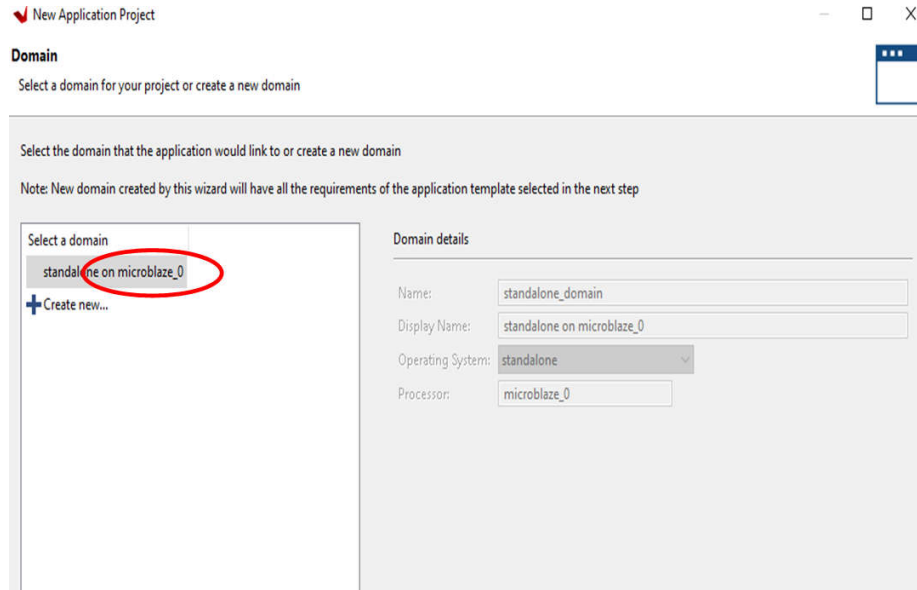 New Application Project
Domain
Select a domain for your project or create a new domain
Select the domain that the application would link to or create a new domain
Note: New domain created by this wizard will have all the requirements of the application template selected in the next step
Select a domain
standalone on microblaze_0
Create new...
Domain details
Name: standalone_domain
Display Name: standalone on microblaze_0
Operating System: standalone
Processor: microblaze_0